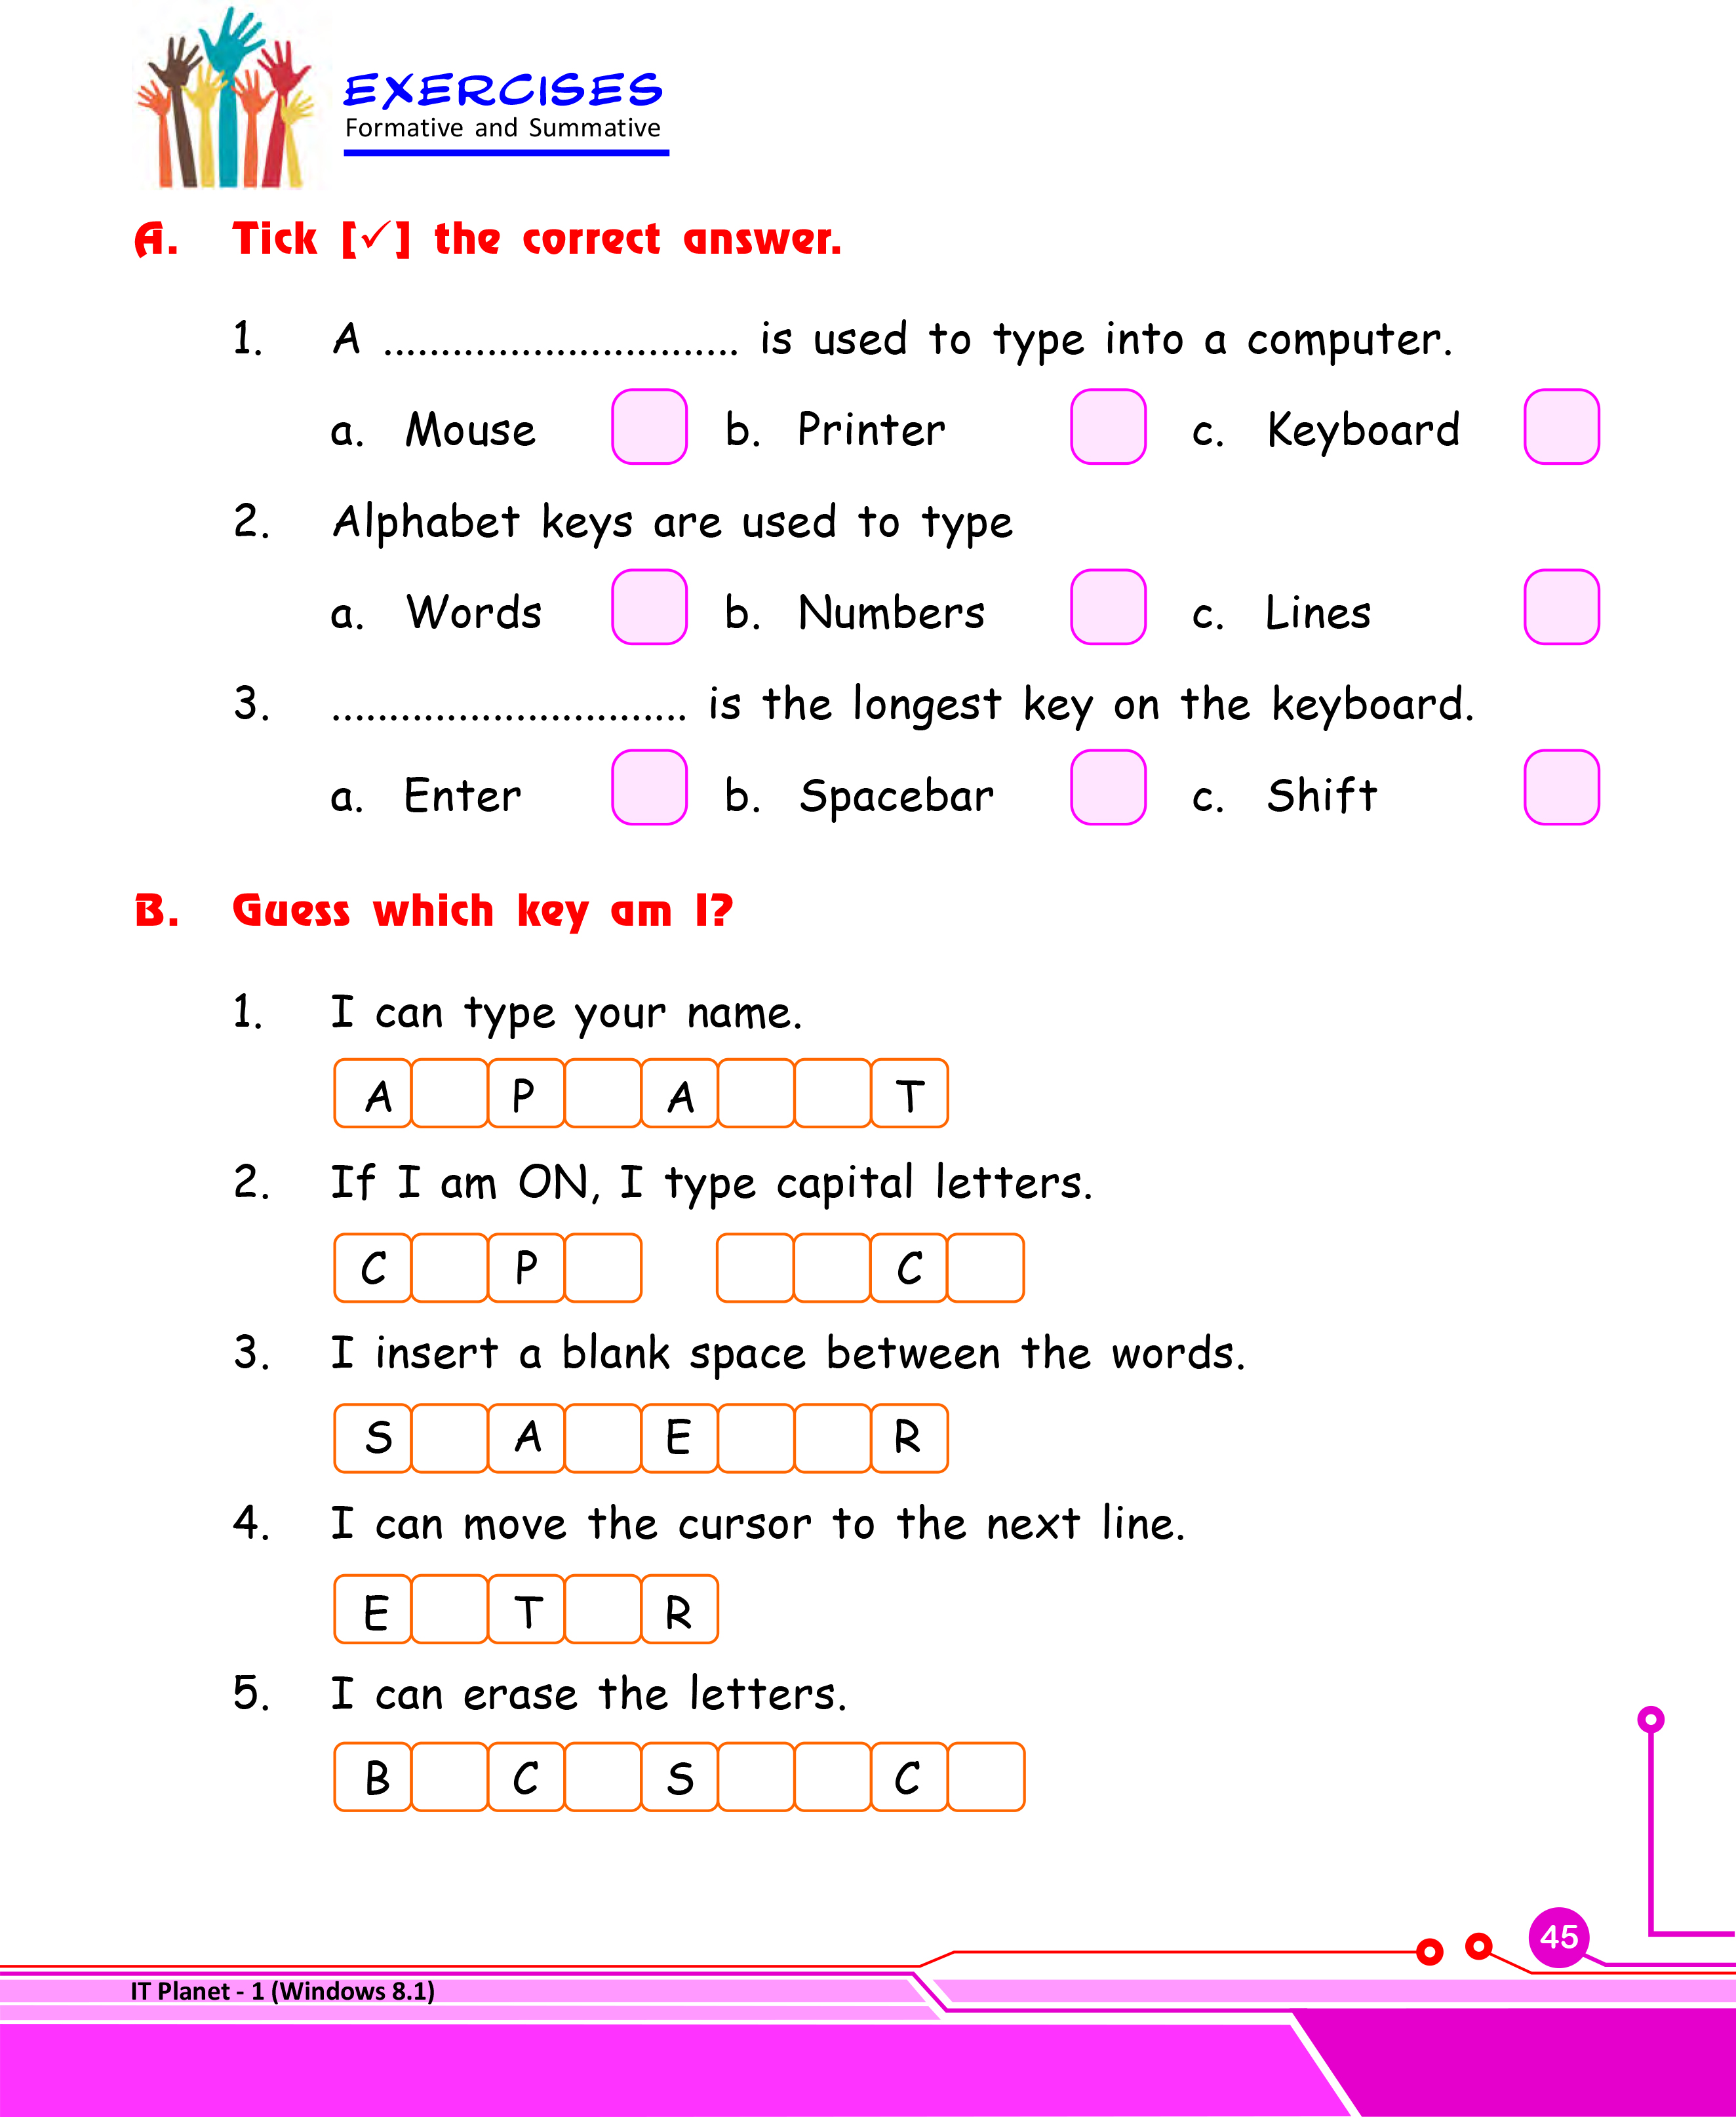 EXERCISES
Formative and Summative
A. Tick [✓] the correct answer.
1. A ............................... is used to type into a computer.
a. Mouse b. Printer c. Keyboard
2. Alphabet keys are used to type
a. Words b. Numbers c. Lines
3. ............................... is the longest key on the keyboard.
a. Enter b. Spacebar c. Shift
B. Guess which key am I?
1. I can type your name.
A P A T
2. If I am ON, I type capital letters.
C P C
3. I insert a blank space between the words.
S A E R
4. I can move the cursor to the next line.
E T R
5. I can erase the letters.
B C S C
45
IT Planet - 1 (Windows 8.1)